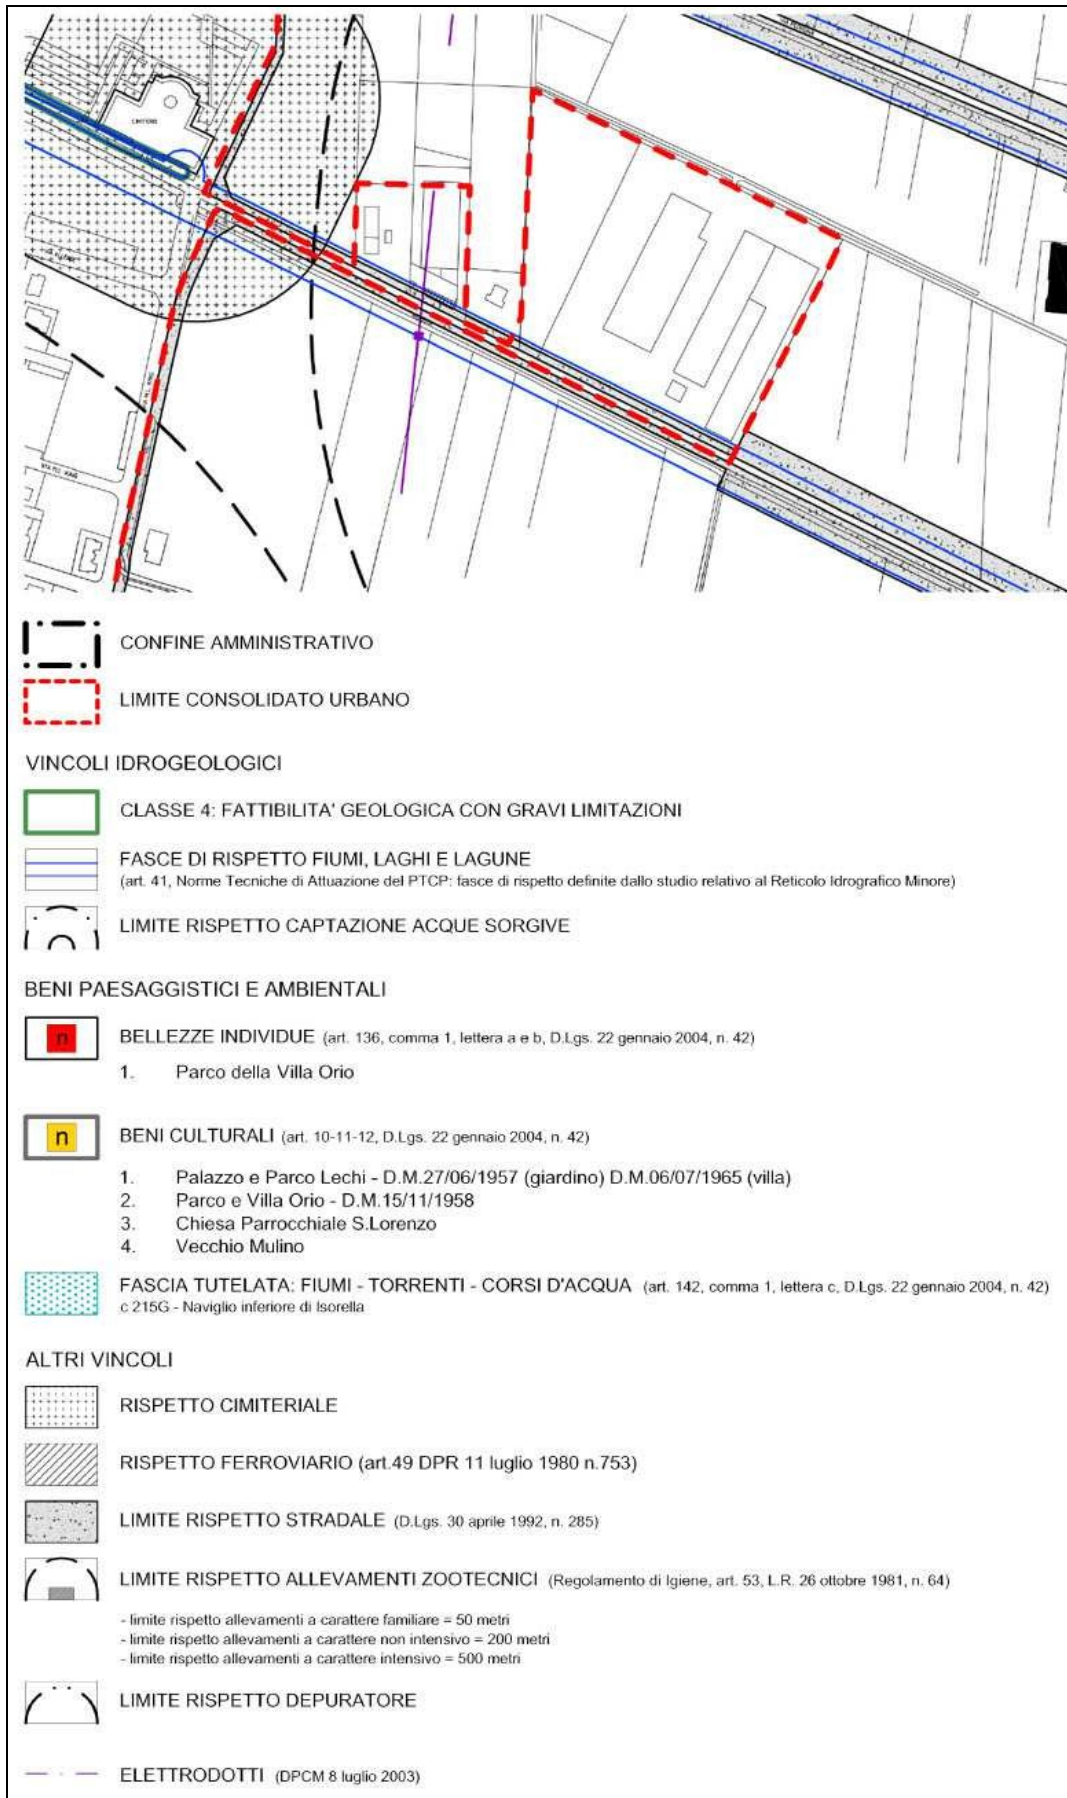 CIMITERO
VIA M.L. KING
VIA M.L. KING
CONFINE AMMINISTRATIVO
LIMITE CONSOLIDATO URBANO
VINCOLI IDROGEOLOGICI
CLASSE 4: FATTIBILITA' GEOLOGICA CON GRAVI LIMITAZIONI
FASCE DI RISPETTO FIUMI, LAGHI E LAGUNE
(art. 41, Norme Tecniche di Attuazione del PTCP: fasce di rispetto definite dallo studio relativo al Reticolo Idrografico Minore)
LIMITE RISPETTO CAPTAZIONE ACQUE SORGIVE
BENI PAESAGGISTICI E AMBIENTALI
n BELLEZZE INDIVIDUE (art. 136, comma 1, lettera a e b, D.Lgs. 22 gennaio 2004, n. 42)
1. Parco della Villa Orio
n BENI CULTURALI (art. 10-11-12, D.Lgs. 22 gennaio 2004, n. 42)
1. Palazzo e Parco Lechi - D.M.27/06/1957 (giardino) D.M.06/07/1965 (villa)
2. Parco e Villa Orio - D.M.15/11/1958
3. Chiesa Parrocchiale S.Lorenzo
4. Vecchio Mulino
FASCIA TUTELATA: FIUMI - TORRENTI - CORSI D'ACQUA (art. 142, comma 1, lettera c, D.Lgs. 22 gennaio 2004, n. 42)
c 215G - Naviglio inferiore di Isorella
ALTRI VINCOLI
RISPETTO CIMITERIALE
RISPETTO FERROVIARIO (art.49 DPR 11 luglio 1980 n.753)
LIMITE RISPETTO STRADALE (D.Lgs. 30 aprile 1992, n. 285)
LIMITE RISPETTO ALLEVAMENTI ZOOTECNICI (Regolamento di Igiene, art. 53, L.R. 26 ottobre 1981, n. 64)
- limite rispetto allevamenti a carattere familiare = 50 metri
- limite rispetto allevamenti a carattere non intensivo = 200 metri
- limite rispetto allevamenti a carattere intensivo = 500 metri
LIMITE RISPETTO DEPURATORE
ELETTRODOTTI (DPCM 8 luglio 2003)